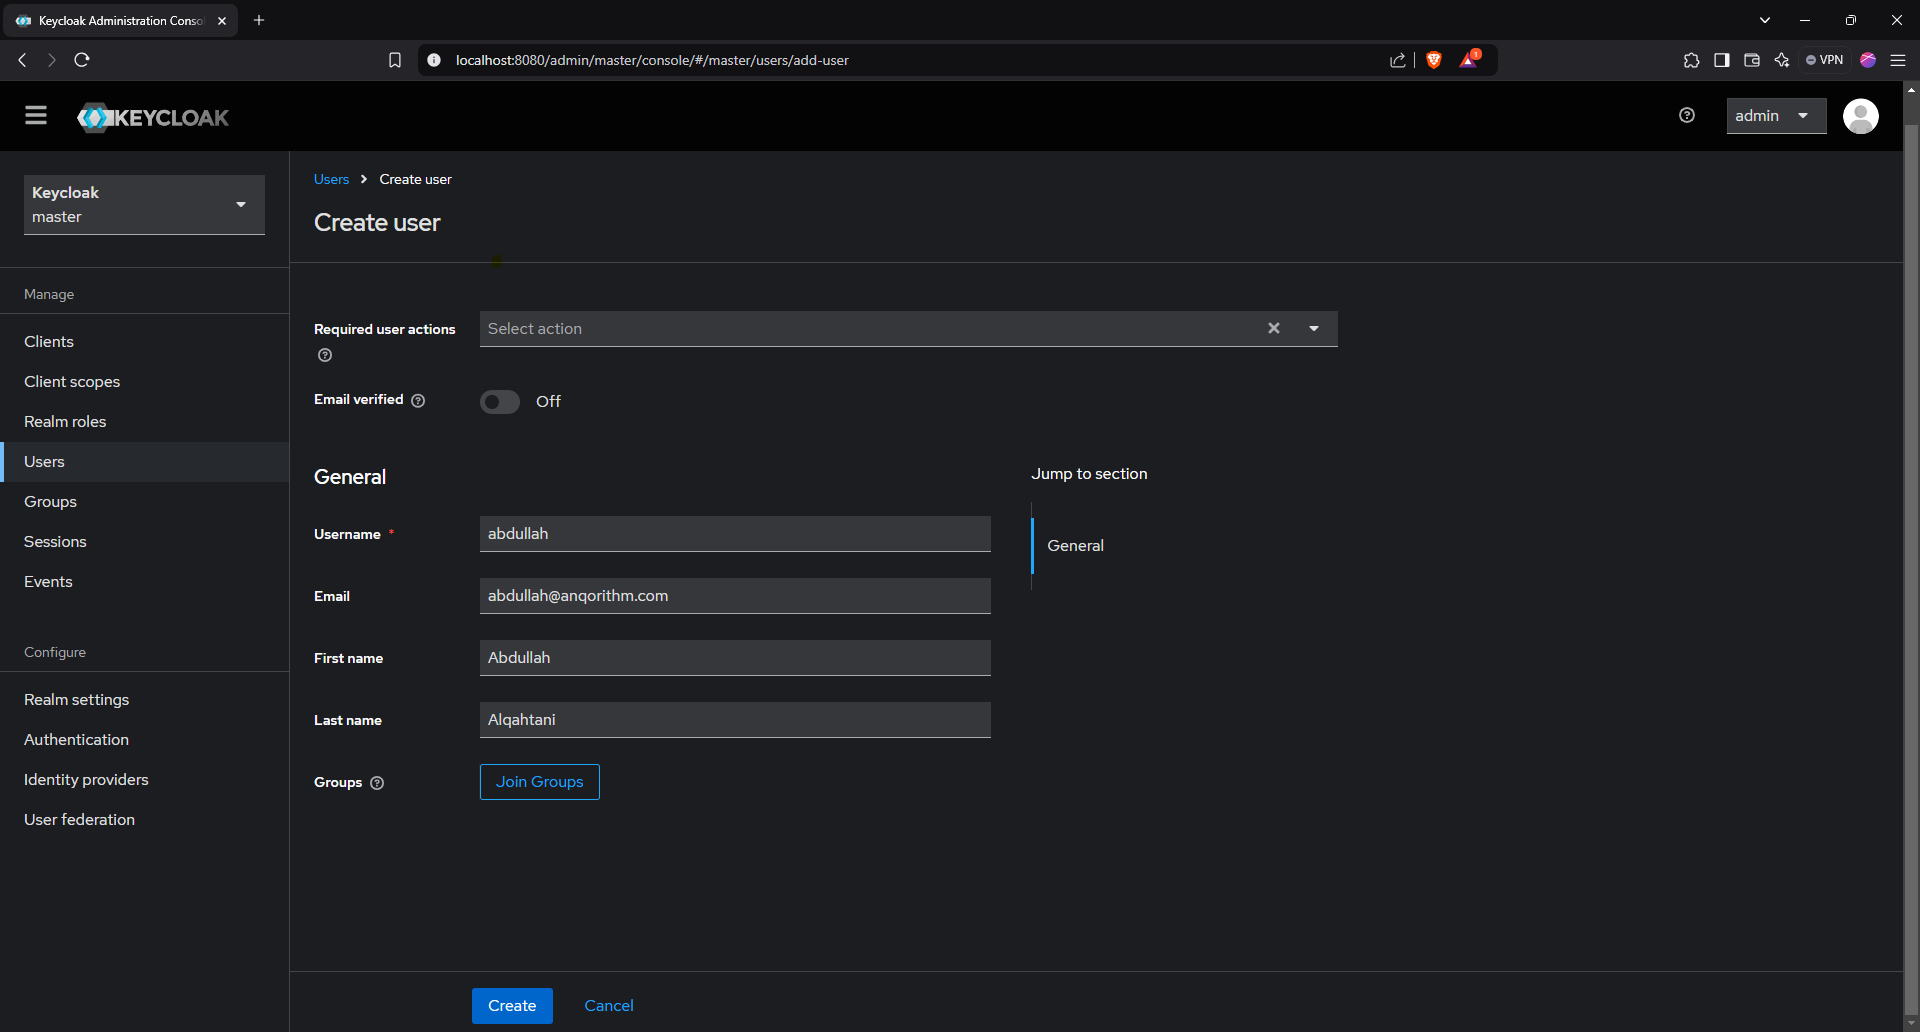 Keycloak Administration Conso
localhost:8080/admin/master/console/#/master/users/add-user
1
VPN
KEYCLOAK
admin
Keycloak
master
Manage
Clients
Client scopes
Realm roles
Users
Groups
Sessions
Events
Configure
Realm settings
Authentication
Identity providers
User federation
Users > Create user
Create user
Required user actions
Select action
Email verified
Off
General
Username *
abdullah
Email
abdullah@anqorithm.com
First name
Abdullah
Last name
Alqahtani
Groups
Join Groups
Jump to section
General
Create
Cancel